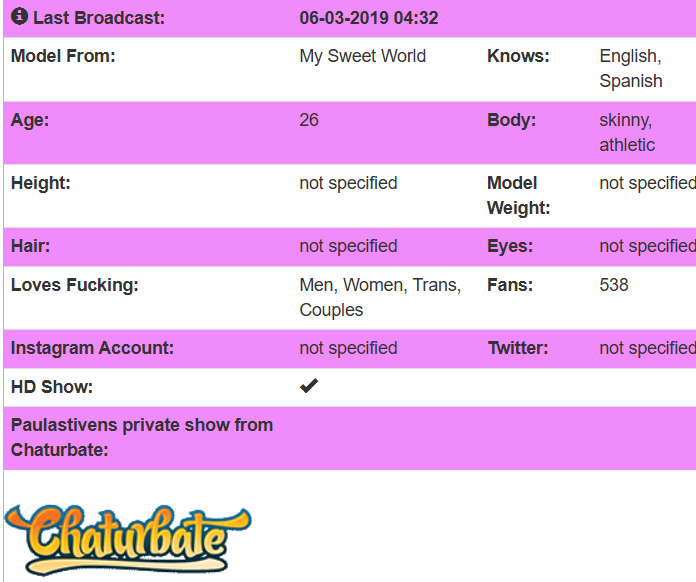 Last Broadcast: 06-03-2019 04:32
Model From: My Sweet World Knows: English,
Spanish
Age: 26 Body: skinny,
athletic
Height: not specified Model not specified
Weight:
Hair: not specified Eyes: not specified
Loves Fucking: Men, Women, Trans, Fans: 538
Couples
Instagram Account: not specified Twitter: not specified
HD Show: ✔
Paulastivens private show from
Chaturbate:
Chaturbate